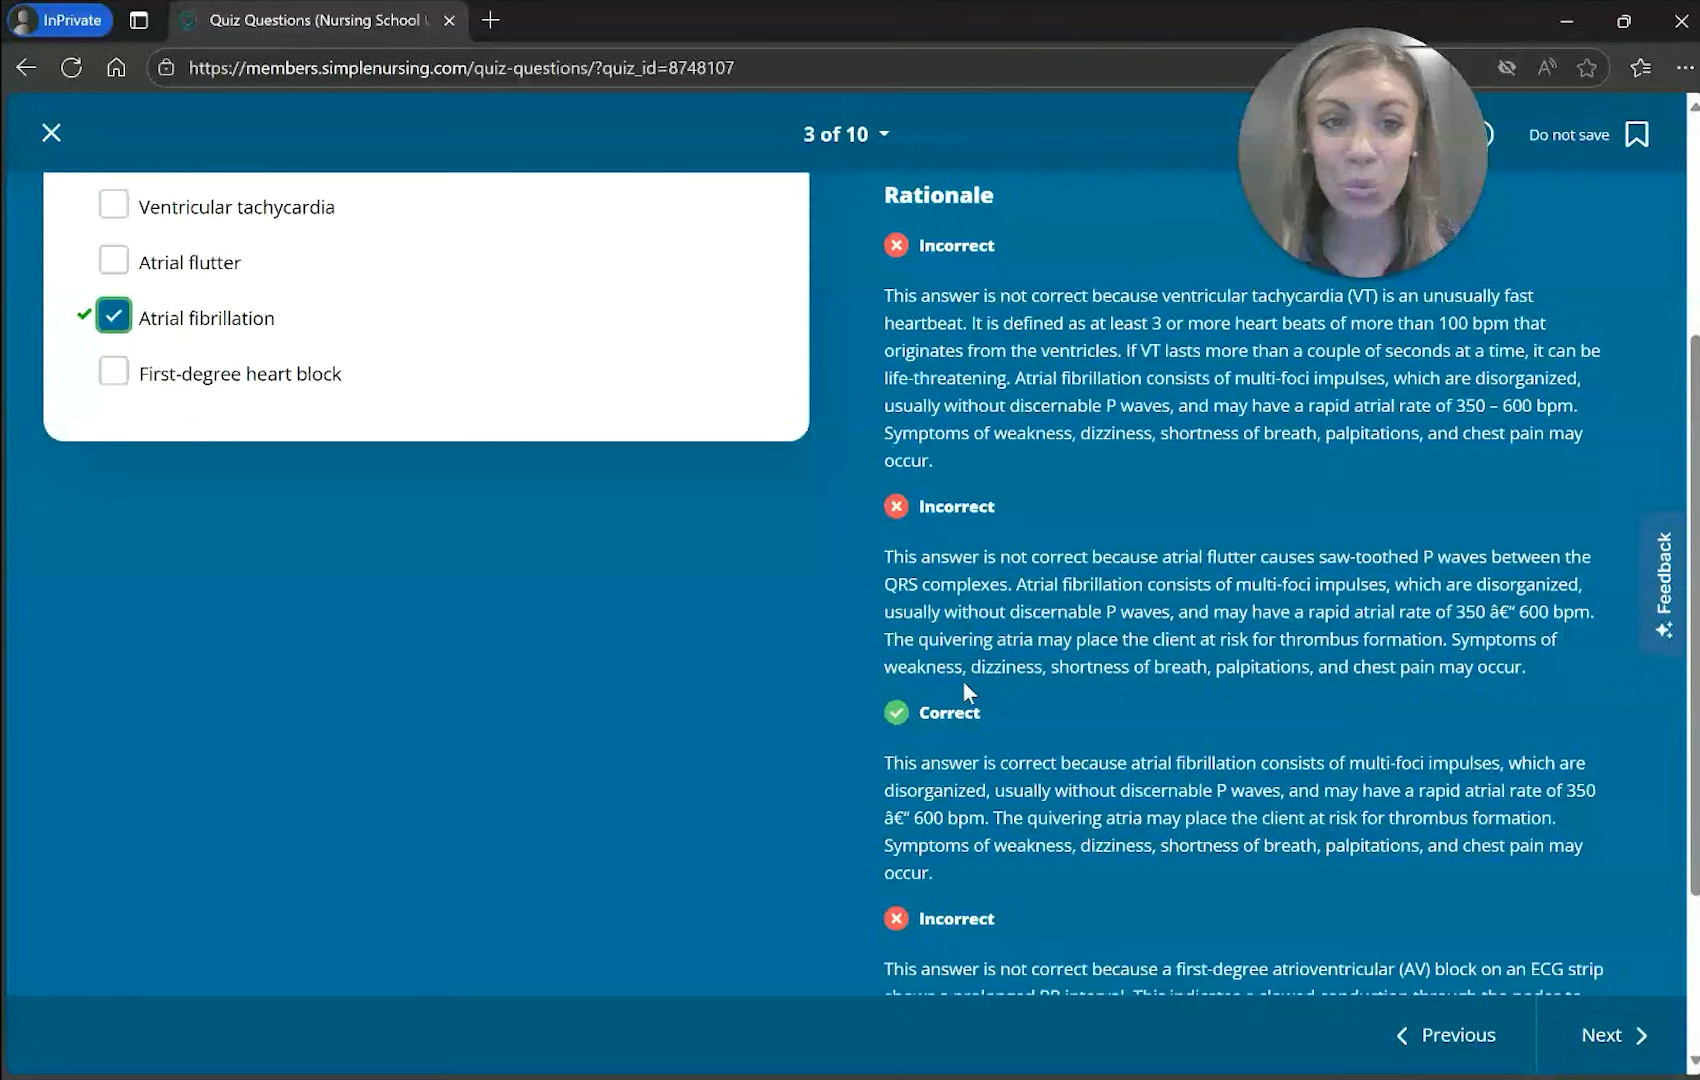 InPrivate
Quiz Questions (Nursing School
https://members.simplenursing.com/quiz-questions/?quiz_id=8748107
3 of 10
Do not save
Ventricular tachycardia
Atrial flutter
Atrial fibrillation
First-degree heart block
Rationale
Incorrect
This answer is not correct because ventricular tachycardia (VT) is an unusually fast
heartbeat. It is defined as at least 3 or more heart beats of more than 100 bpm that
originates from the ventricles. If VT lasts more than a couple of seconds at a time, it can be
life-threatening. Atrial fibrillation consists of multi-foci impulses, which are disorganized,
usually without discernable P waves, and may have a rapid atrial rate of 350 – 600 bpm.
Symptoms of weakness, dizziness, shortness of breath, palpitations, and chest pain may
occur.
Incorrect
This answer is not correct because atrial flutter causes saw-toothed P waves between the
QRS complexes. Atrial fibrillation consists of multi-foci impulses, which are disorganized,
usually without discernable P waves, and may have a rapid atrial rate of 350 â€“ 600 bpm.
The quivering atria may place the client at risk for thrombus formation. Symptoms of
weakness, dizziness, shortness of breath, palpitations, and chest pain may occur.
Correct
This answer is correct because atrial fibrillation consists of multi-foci impulses, which are
disorganized, usually without discernable P waves, and may have a rapid atrial rate of 350
â€“ 600 bpm. The quivering atria may place the client at risk for thrombus formation.
Symptoms of weakness, dizziness, shortness of breath, palpitations, and chest pain may
occur.
Incorrect
This answer is not correct because a first-degree atrioventricular (AV) block on an ECG strip
shows a prolonged PR interval. This indicates a slowed conduction through the nodes to
Feedback
Previous
Next